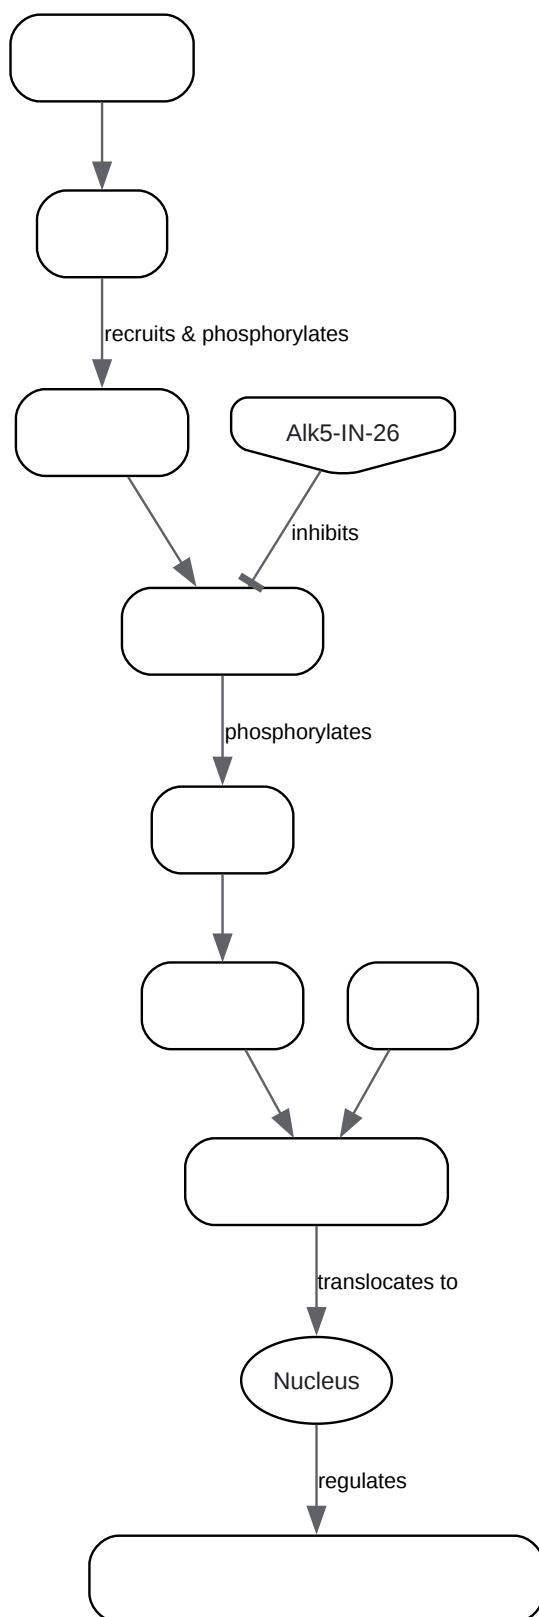 recruits & phosphorylates
Alk5-IN-26
inhibits
phosphorylates
translocates to
Nucleus
regulates